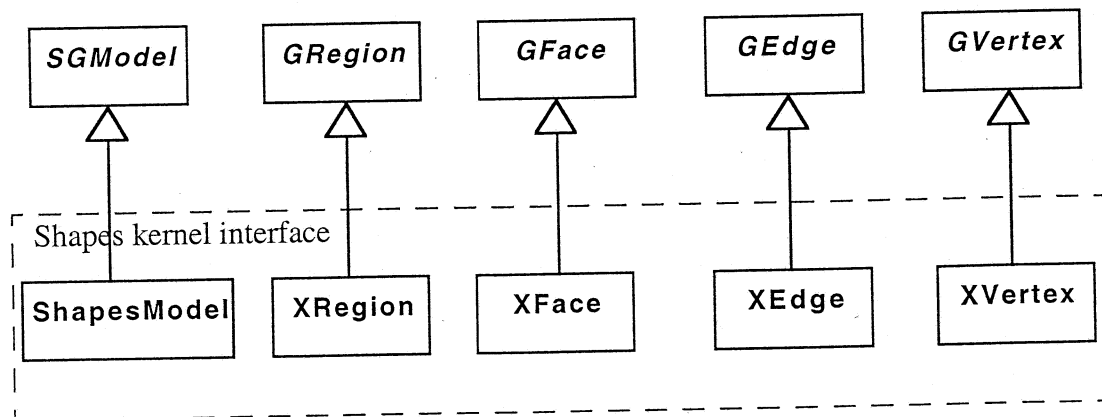 SGModel
GRegion
GFace
GEdge
GVertex
Shapes kernel interface
ShapesModel
XRegion
XFace
XEdge
XVertex